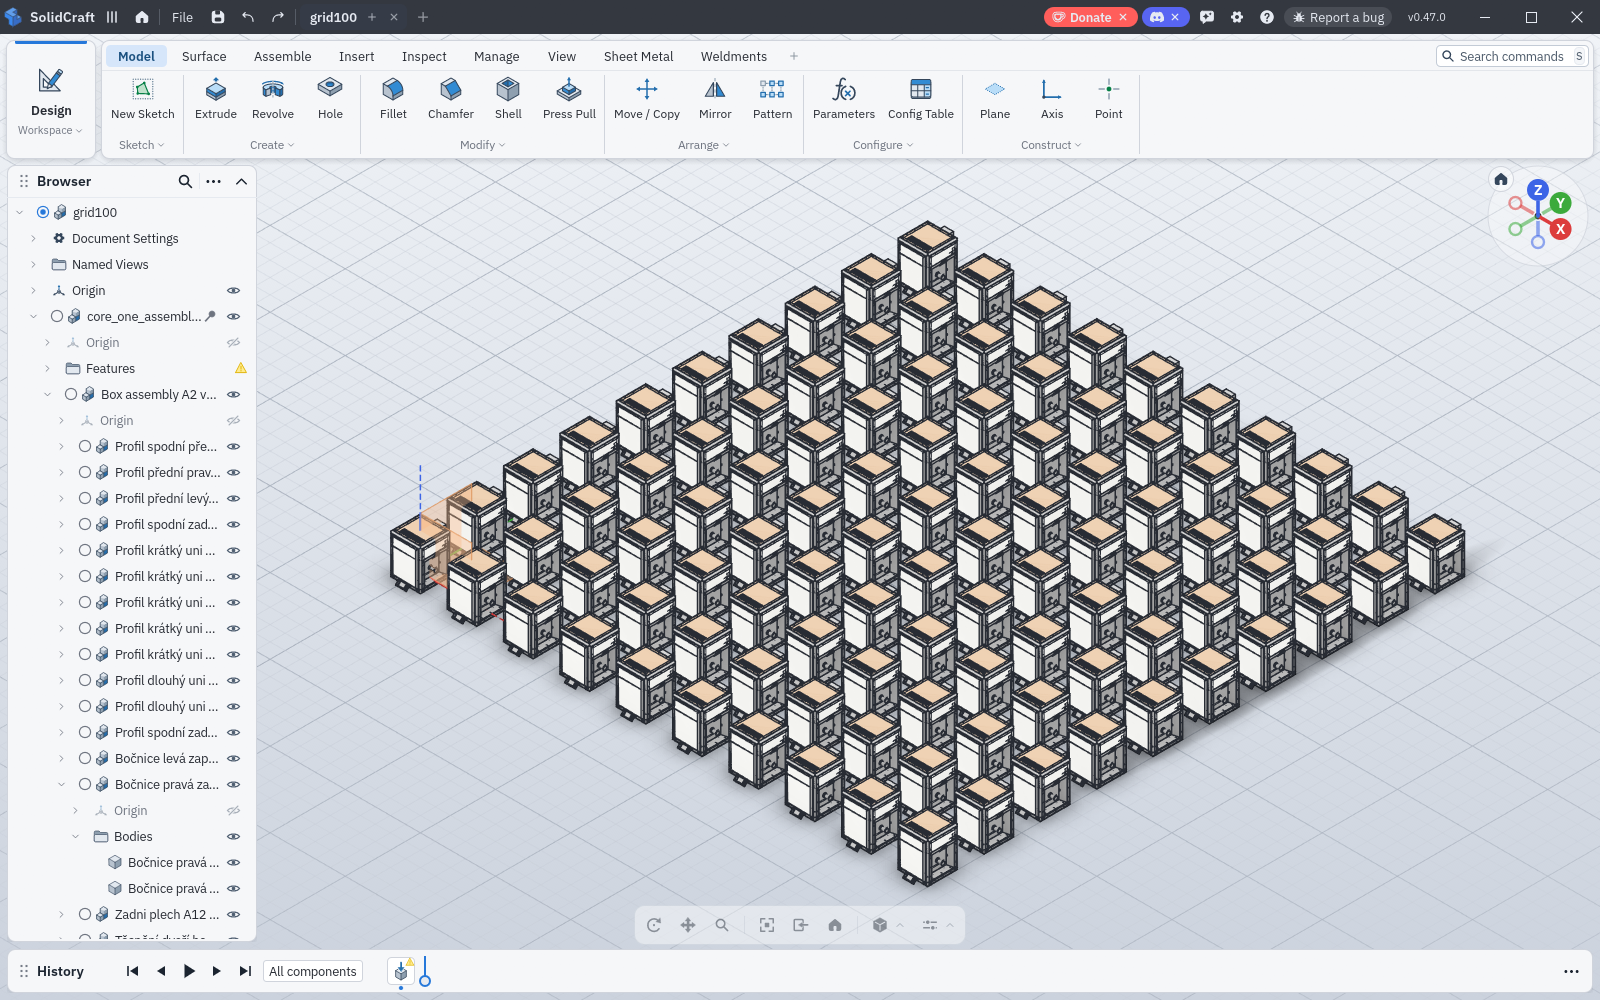 SolidCraft
File
grid100
Donate
Report a bug
v0.47.0
Design
Workspace
Model
Surface
Assemble
Insert
Inspect
Manage
View
Sheet Metal
Weldments
Search commands
S
New Sketch
Extrude
Revolve
Hole
Fillet
Chamfer
Shell
Press Pull
Move / Copy
Mirror
Pattern
Parameters
Config Table
Plane
Axis
Point
Sketch
Create
Modify
Arrange
Configure
Construct
Browser
grid100
Document Settings
Named Views
Origin
core_one_assembl...
Origin
Features
Box assembly A2 v...
Origin
Profil spodní pře...
Profil přední prav...
Profil přední levý...
Profil spodní zad...
Profil krátký uni ...
Profil krátký uni ...
Profil krátký uni ...
Profil krátký uni ...
Profil krátký uni ...
Profil dlouhý uni ...
Profil dlouhý uni ...
Profil spodní zad...
Bočnice levá zap...
Bočnice pravá za...
Origin
Bodies
Bočnice pravá ...
Bočnice pravá ...
Zadni plech A12 ...
Z
Y
X
History
All components